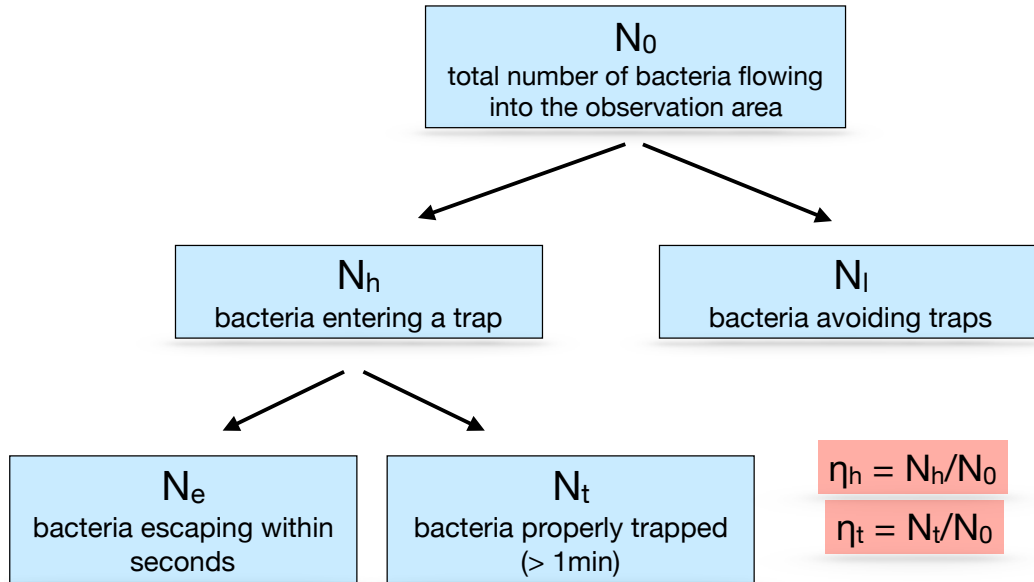 N₀
total number of bacteria flowing
into the observation area
Nₕ
bacteria entering a trap
Nₗ
bacteria avoiding traps
Nₑ
bacteria escaping within
seconds
Nₜ
bacteria properly trapped
(> 1min)
ηₕ = Nₕ/N₀
ηₜ = Nₜ/N₀